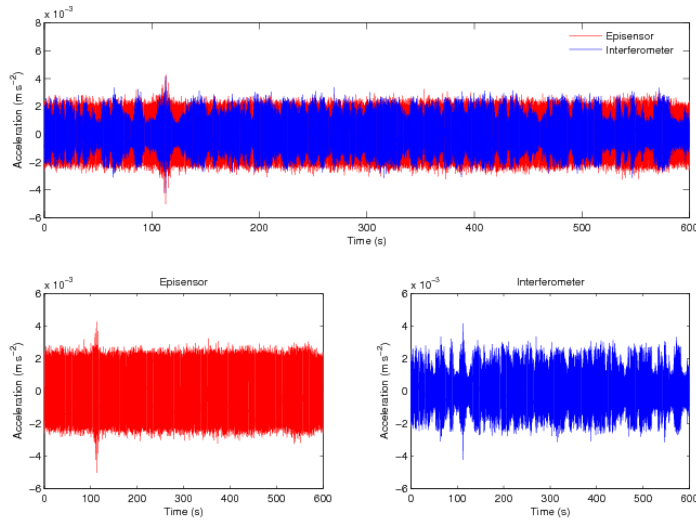 x 10⁻³
8
6
4
2
0
−2
−4
−6
Acceleration (m s⁻²)
0 100 200 300 400 500 600
Time (s)
Episensor
Interferometer
Episensor
x 10⁻³
6
4
2
0
−2
−4
−6
Acceleration (m s⁻²)
0 100 200 300 400 500 600
Time (s)
Interferometer
x 10⁻³
6
4
2
0
−2
−4
−6
Acceleration (m s⁻²)
0 100 200 300 400 500 600
Time (s)